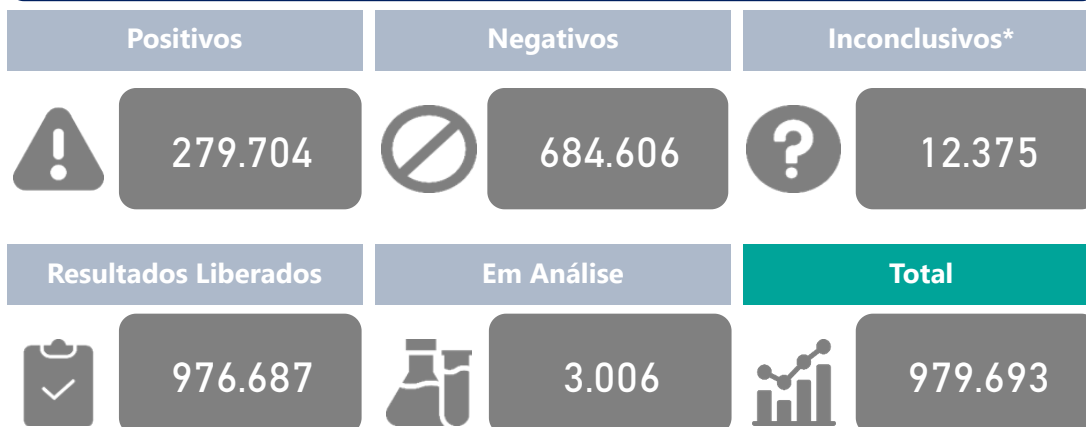 Positivos Negativos Inconclusivos*
279.704 684.606 12.375
Resultados Liberados Em Análise Total
976.687 3.006 979.693